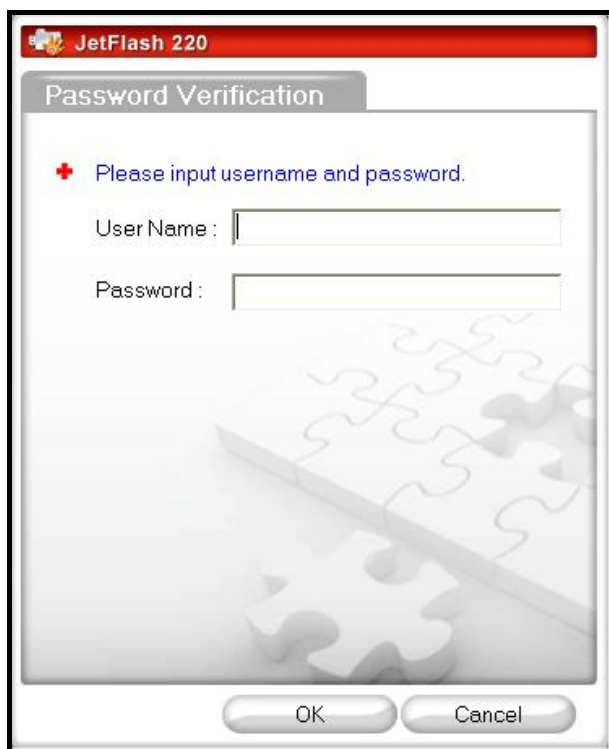 JetFlash 220
Password Verification
Please input username and password.
User Name :
Password :
OK Cancel